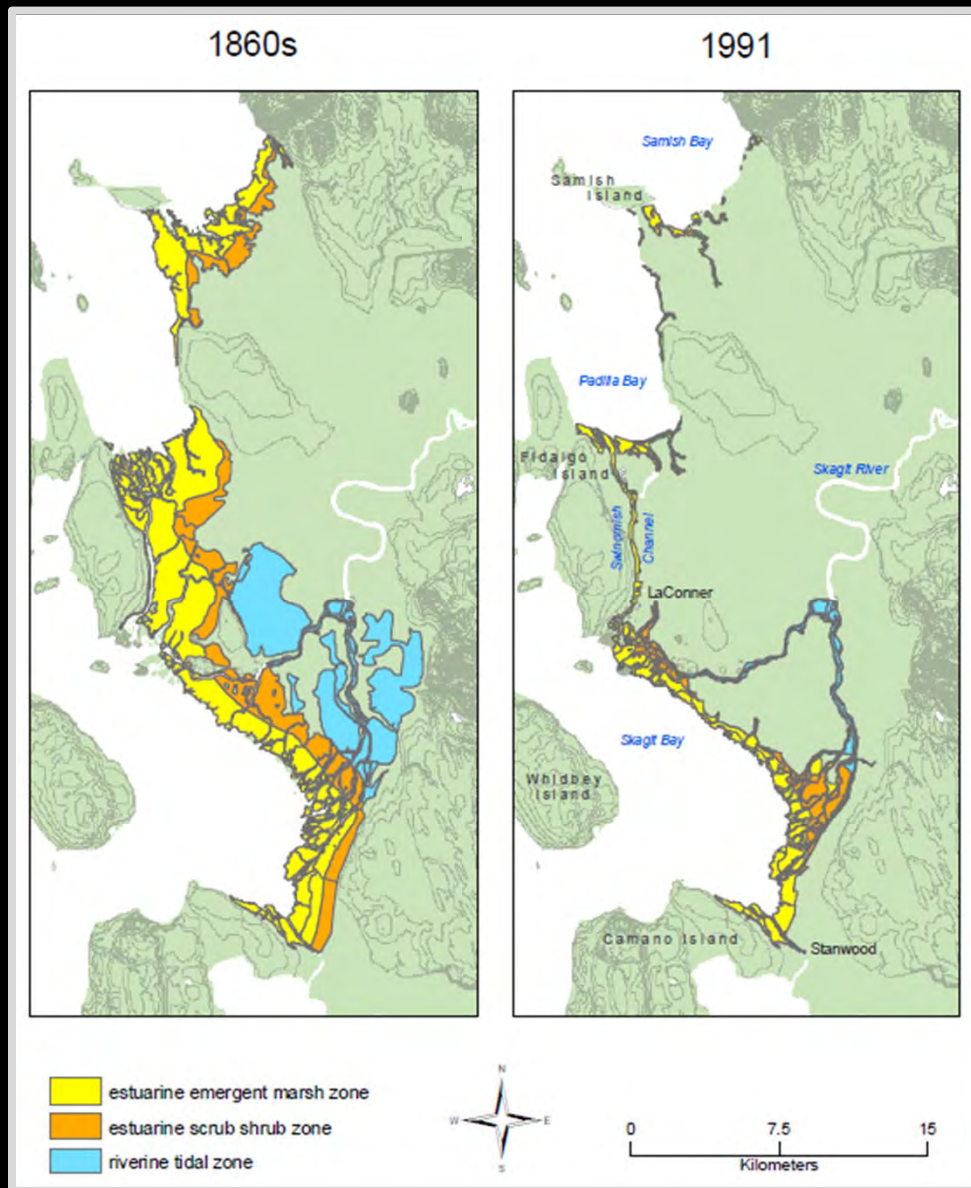 1860s
1991
Samish Bay
Samish
Island
Padilla Bay
Fidalgo
Island
Skagit River
Swinomish
Channel
LaConner
Skagit Bay
Whidbey
Island
Camano Island
Stanwood
estuarine emergent marsh zone
estuarine scrub shrub zone
riverine tidal zone
N
W
E
S
0
7.5
15
Kilometers